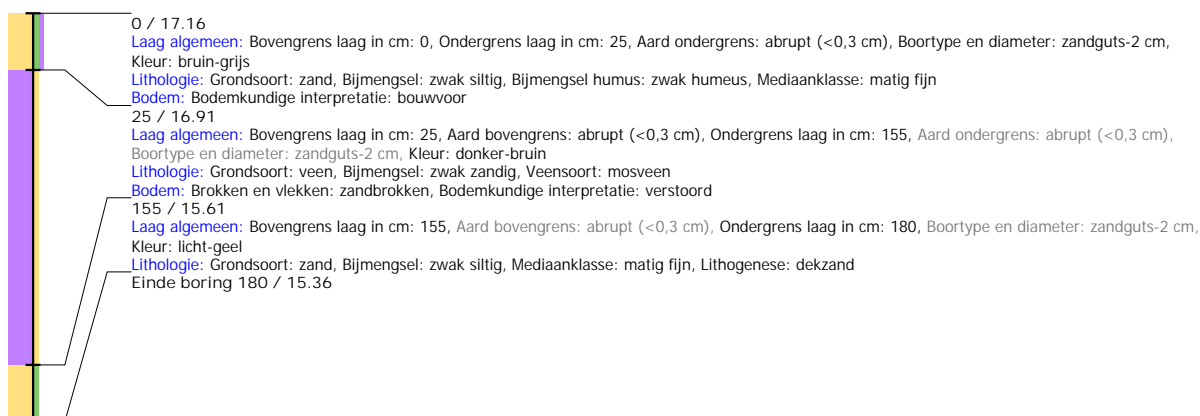 0 / 17.16
Laag algemeen: Bovengrens laag in cm: 0, Ondergrens laag in cm: 25, Aard ondergrens: abrupt (<0,3 cm), Boortype en diameter: zandguts-2 cm,
Kleur: bruin-grijs
Lithologie: Grondsoort: zand, Bijmengsel: zwak siltig, Bijmengsel humus: zwak humeus, Mediaanklasse: matig fijn
Bodem: Bodemkundige interpretatie: bouwvoor
25 / 16.91
Laag algemeen: Bovengrens laag in cm: 25, Aard bovengrens: abrupt (<0,3 cm), Ondergrens laag in cm: 155, Aard ondergrens: abrupt (<0,3 cm),
Boortype en diameter: zandguts-2 cm, Kleur: donker-bruin
Lithologie: Grondsoort: veen, Bijmengsel: zwak zandig, Veensoort: mosveen
Bodem: Brokken en vlekken: zandbrokken, Bodemkundige interpretatie: verstoord
155 / 15.61
Laag algemeen: Bovengrens laag in cm: 155, Aard bovengrens: abrupt (<0,3 cm), Ondergrens laag in cm: 180, Boortype en diameter: zandguts-2 cm,
Kleur: licht-geel
Lithologie: Grondsoort: zand, Bijmengsel: zwak siltig, Mediaanklasse: matig fijn, Lithogenese: dekzand
Einde boring 180 / 15.36